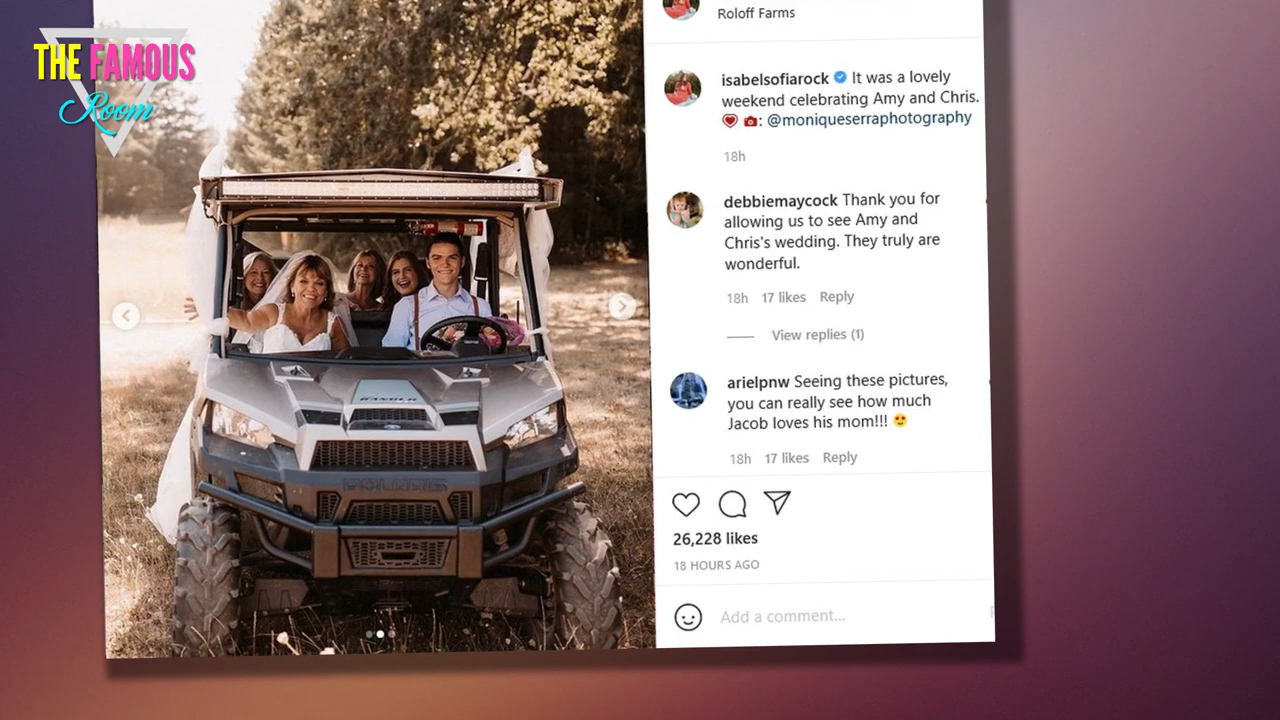 THE FAMOUS
Room
Roloff Farms
isabelsofiarock It was a lovely
weekend celebrating Amy and Chris.
❤️ 📷: @moniqueserraphotography
18h
debbiemaycock Thank you for
allowing us to see Amy and
Chris's wedding. They truly are
wonderful.
18h 17 likes Reply
View replies (1)
arielpnw Seeing these pictures,
you can really see how much
Jacob loves his mom!!! 😍
18h 17 likes Reply
26,228 likes
18 HOURS AGO
Add a comment...
RANGER
POLARIS